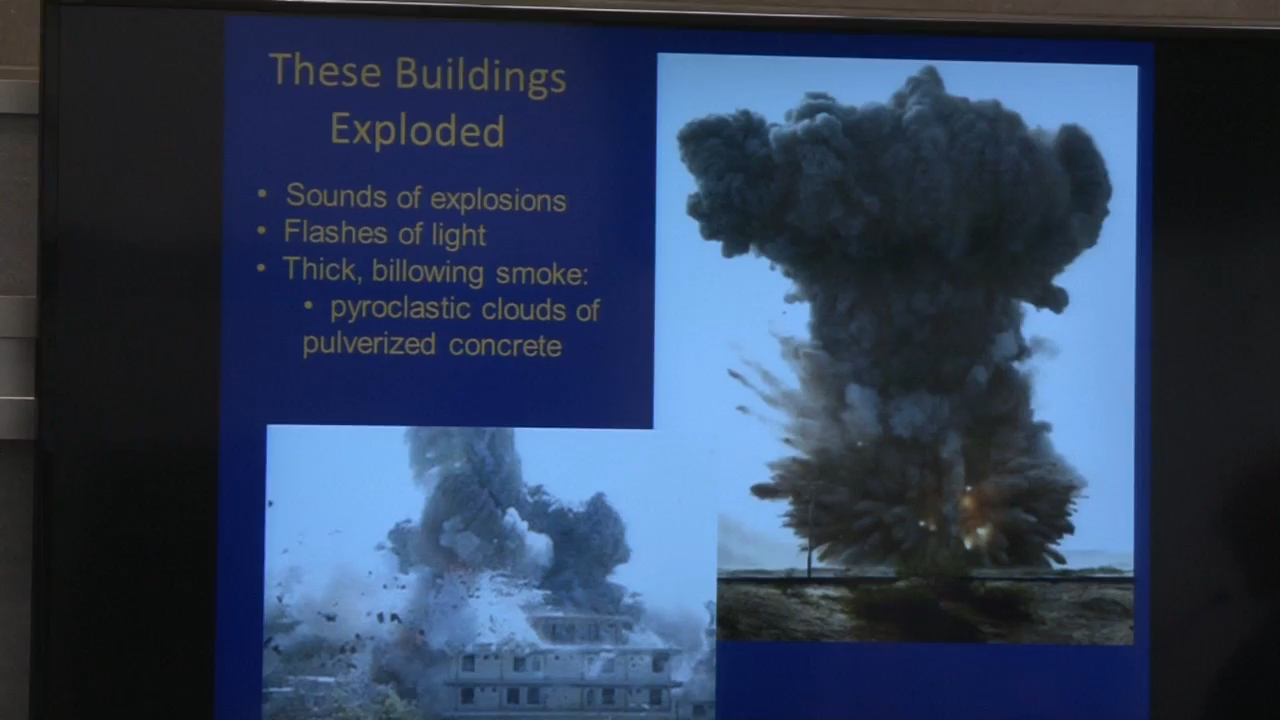 These Buildings
Exploded
• Sounds of explosions
• Flashes of light
• Thick, billowing smoke:
• pyroclastic clouds of
pulverized concrete